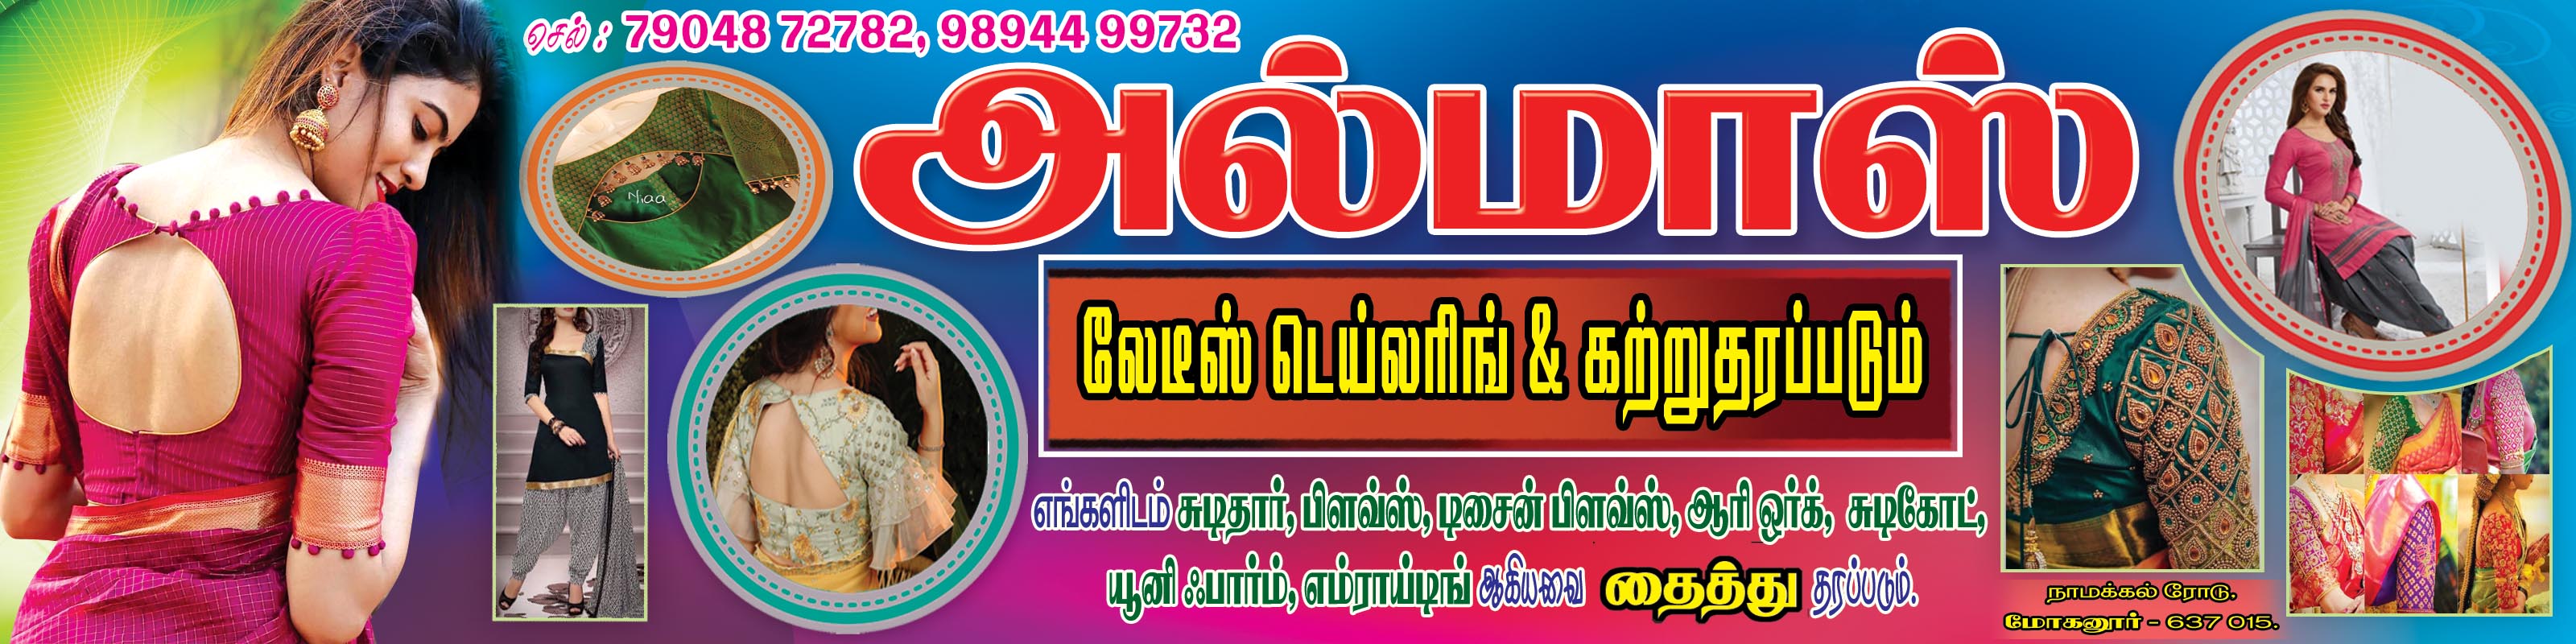 செல் : 79048 72782, 98944 99732
அல்மாஸ்
Niaa
லேடீஸ் டெய்லரிங் & கற்றுதரப்படும்
எங்களிடம் சுடிதார், பிளவ்ஸ், டிசைன் பிளவ்ஸ், ஆரி ஒர்க், சுடிகோட்,
யூனி ஃபார்ம், எம்ராய்டிங் ஆகியவை தைத்து தரப்படும்.
நாமக்கல் ரோடு.
மோகனூர் - 637 015.